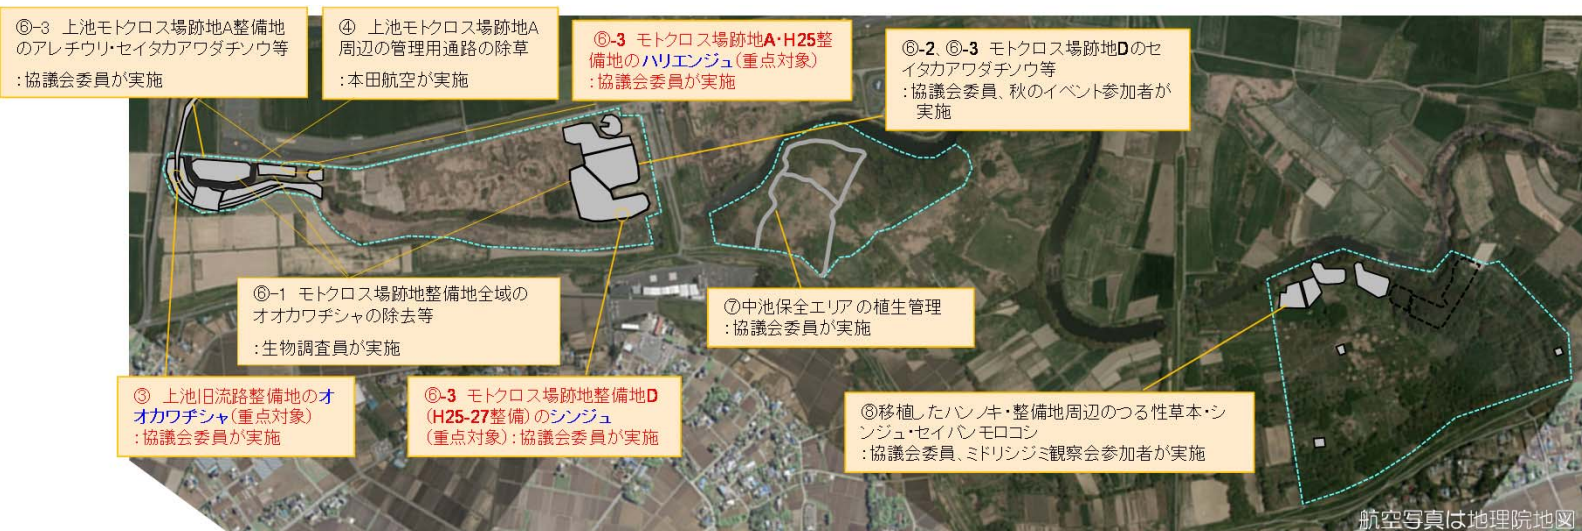 ⑥-3 上池モトクロス場跡地A整備地
のアレチウリ・セイタカアワダチソウ等
:協議会委員が実施
④ 上池モトクロス場跡地A
周辺の管理用通路の除草
:本田航空が実施
⑥-3 モトクロス場跡地A・H25整
備地のハリエンジュ(重点対象)
:協議会委員が実施
⑥-2、⑥-3 モトクロス場跡地Dのセ
イタカアワダチソウ等
:協議会委員、秋のイベント参加者が
実施
⑥-1 モトクロス場跡地整備地全域の
オオカワヂシャの除去等
:生物調査員が実施
⑦中池保全エリアの植生管理
:協議会委員が実施
③ 上池旧流路整備地のオ
オカワヂシャ(重点対象)
:協議会委員が実施
⑥-3 モトクロス場跡地整備地D
(H25-27整備)のシンジュ
(重点対象):協議会委員が実施
⑧移植したハンノキ・整備地周辺のつる性草本・シ
ンジュ・セイバンモロコシ
:協議会委員、ミドリシジミ観察会参加者が実施
航空写真は地理院地図